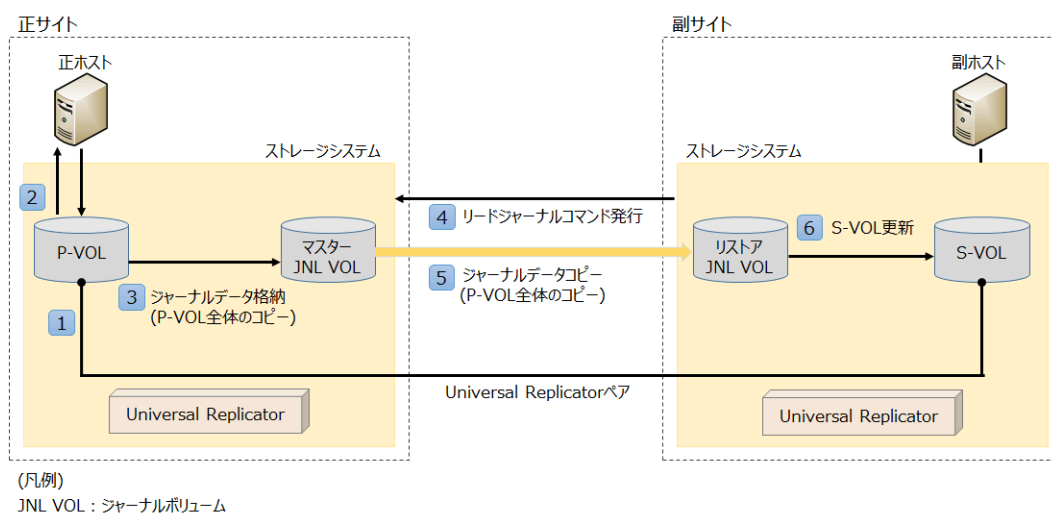 正サイト
副サイト
正ホスト
副ホスト
ストレージシステム
ストレージシステム
2
4 リードジャーナルコマンド発行
P-VOL
マスター
JNL VOL
リストア
JNL VOL
6 S-VOL更新
S-VOL
3 ジャーナルデータ格納
(P-VOL全体のコピー)
5 ジャーナルデータコピー
(P-VOL全体のコピー)
1
Universal Replicatorペア
Universal Replicator
Universal Replicator
(凡例)
JNL VOL:ジャーナルボリューム